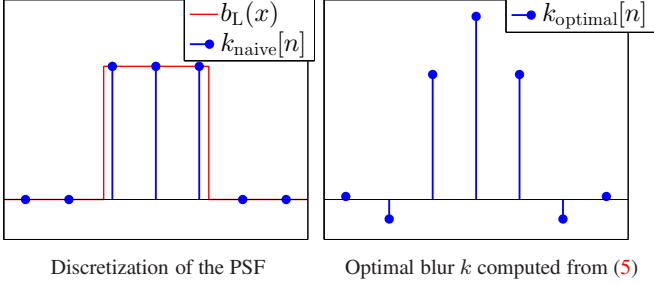 b_L(x)
k_naive[n]
k_optimal[n]
Discretization of the PSF
Optimal blur k computed from (5)